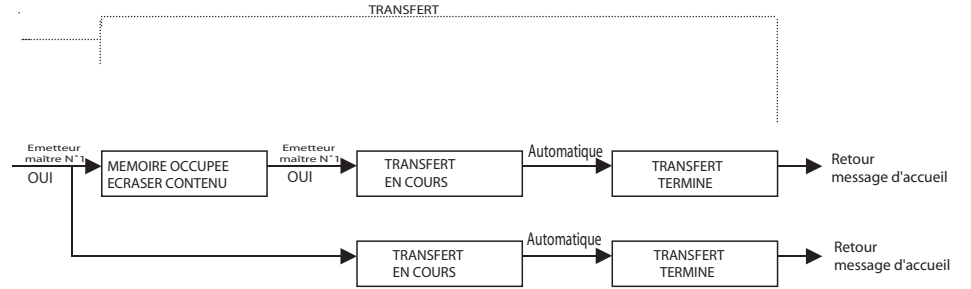 TRANSFERT
Emetteur
maître N°1
OUI
MEMOIRE OCCUPEE
ECRASER CONTENU
Emetteur
maître N°1
OUI
TRANSFERT
EN COURS
Automatique
TRANSFERT
TERMINE
Retour
message d'accueil
TRANSFERT
EN COURS
Automatique
TRANSFERT
TERMINE
Retour
message d'accueil